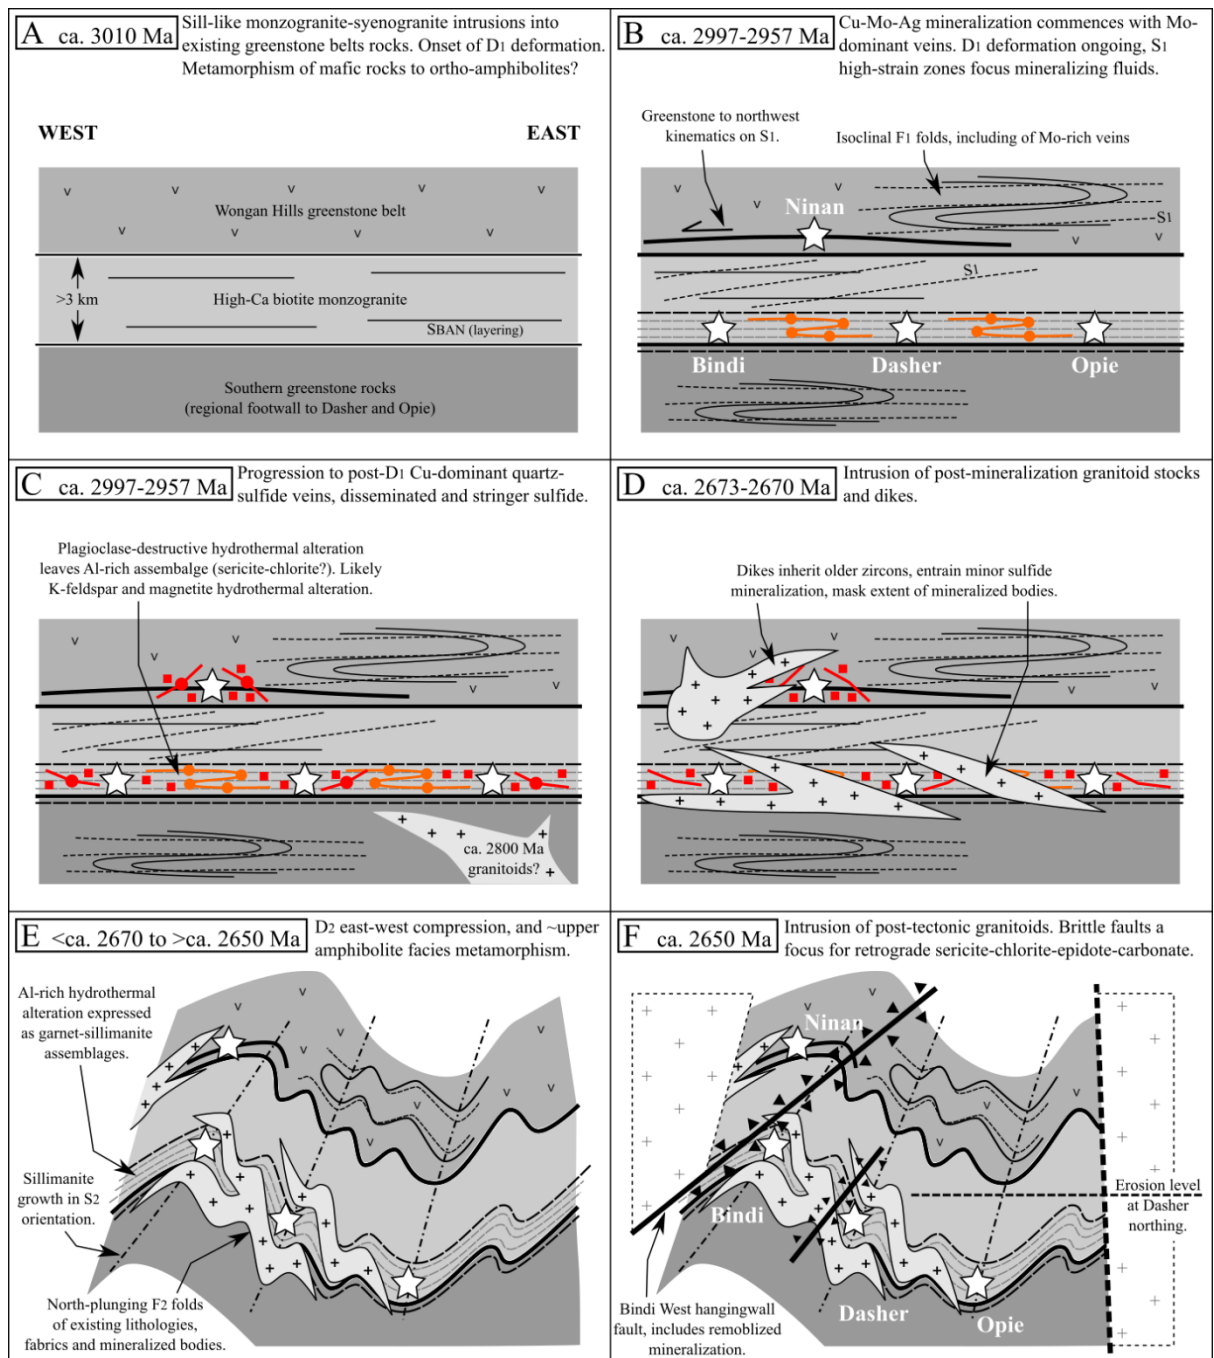 A ca. 3010 Ma
Sill-like monzogranite-syenogranite intrusions into
existing greenstone belts rocks. Onset of D1 deformation.
Metamorphism of mafic rocks to ortho-amphibolites?
WEST
EAST
v v v v v
Wongan Hills greenstone belt
v v v v
>3 km
High-Ca biotite monzogranite
SBAN (layering)
Southern greenstone rocks
(regional footwall to Dasher and Opie)
B ca. 2997-2957 Ma
Cu-Mo-Ag mineralization commences with Mo-
dominant veins. D1 deformation ongoing, S1
high-strain zones focus mineralizing fluids.
Greenstone to northwest
kinematics on S1.
Isoclinal F1 folds, including of Mo-rich veins
v v
Ninan
v
S1
v v
S1
Bindi
Dasher
Opie
C ca. 2997-2957 Ma
Progression to post-D1 Cu-dominant quartz-
sulfide veins, disseminated and stringer sulfide.
Plagioclase-destructive hydrothermal alteration
leaves Al-rich assembalge (sericite-chlorite?). Likely
K-feldspar and magnetite hydrothermal alteration.
v v
v
v v
ca. 2800 Ma
granitoids?
D ca. 2673-2670 Ma
Intrusion of post-mineralization granitoid stocks
and dikes.
Dikes inherit older zircons, entrain minor sulfide
mineralization, mask extent of mineralized bodies.
v v
v
v v
E <ca. 2670 to >ca. 2650 Ma
D2 east-west compression, and ~upper
amphibolite facies metamorphism.
Al-rich hydrothermal
alteration expressed
as garnet-sillimanite
assemblages.
v
v
v
v
v
v
Sillimanite
growth in S2
orientation.
North-plunging F2 folds
of existing lithologies,
fabrics and mineralized bodies.
F ca. 2650 Ma
Intrusion of post-tectonic granitoids. Brittle faults a
focus for retrograde sericite-chlorite-epidote-carbonate.
v
Ninan
v
v
v
v
v
Bindi
Erosion level
at Dasher
northing.
Bindi West hangingwall
fault, includes remoblized
mineralization.
Dasher
Opie